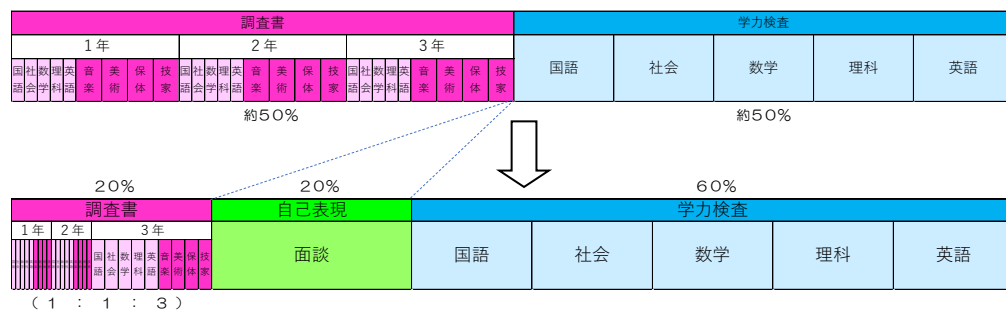 調査書 学力検査
1年 2年 3年
国語 社会 数学 理科 英語 音楽 美術 保体 技家 国語 社会 数学 理科 英語 音楽 美術 保体 技家 国語 社会 数学 理科 英語 音楽 美術 保体 技家 国語 社会 数学 理科 英語
約50% 約50%
20% 20% 60%
調査書 自己表現 学力検査
1年 2年 3年
国語 社会 数学 理科 英語 音楽 美術 保体 技家 面談 国語 社会 数学 理科 英語
(1:1:3)